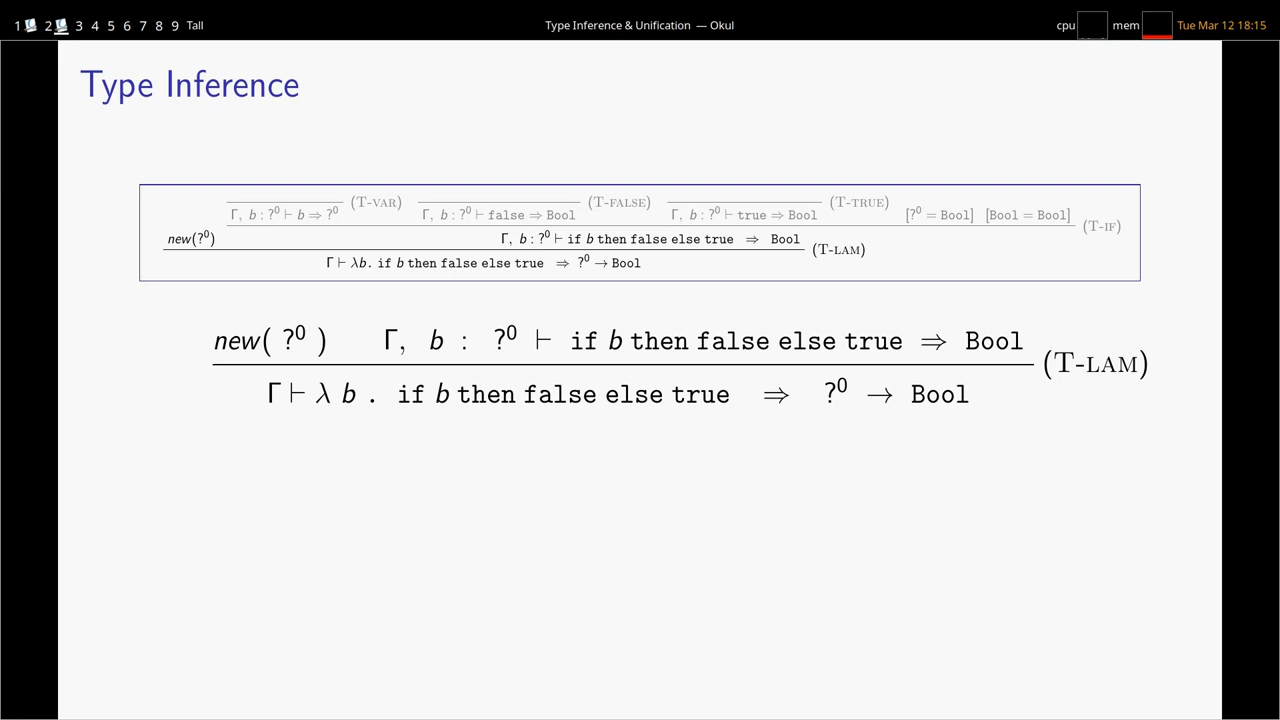 1 2 3 4 5 6 7 8 9 Tall Type Inference & Unification — Okul cpu mem Tue Mar 12 18:15
Type Inference
(T-VAR) (T-FALSE) (T-TRUE)
Γ, b : ?⁰ ⊢ b ⇒ ?⁰ Γ, b : ?⁰ ⊢ false ⇒ Bool Γ, b : ?⁰ ⊢ true ⇒ Bool [?⁰ = Bool] [Bool = Bool] (T-IF)
new(?⁰) Γ, b : ?⁰ ⊢ if b then false else true ⇒ Bool (T-LAM)
Γ ⊢ λb. if b then false else true ⇒ ?⁰ → Bool
new( ?⁰ ) Γ, b : ?⁰ ⊢ if b then false else true ⇒ Bool (T-LAM)
Γ ⊢ λ b . if b then false else true ⇒ ?⁰ → Bool